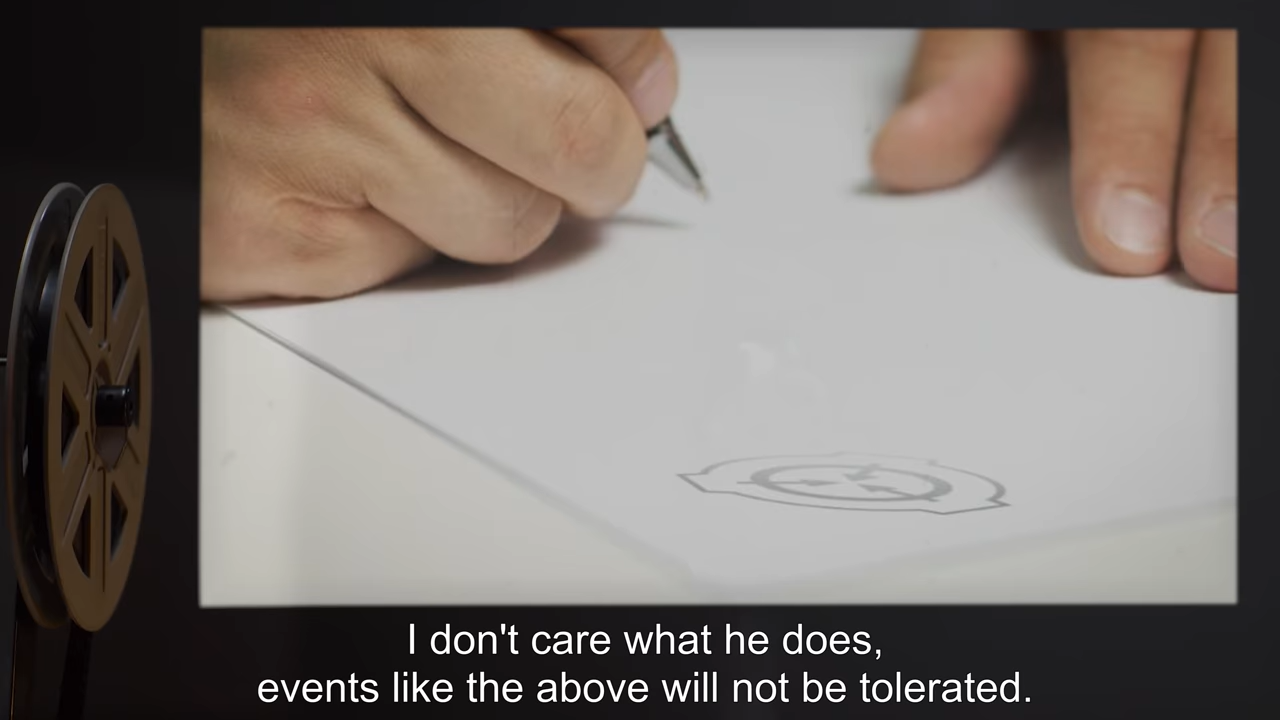 I don't care what he does,
events like the above will not be tolerated.